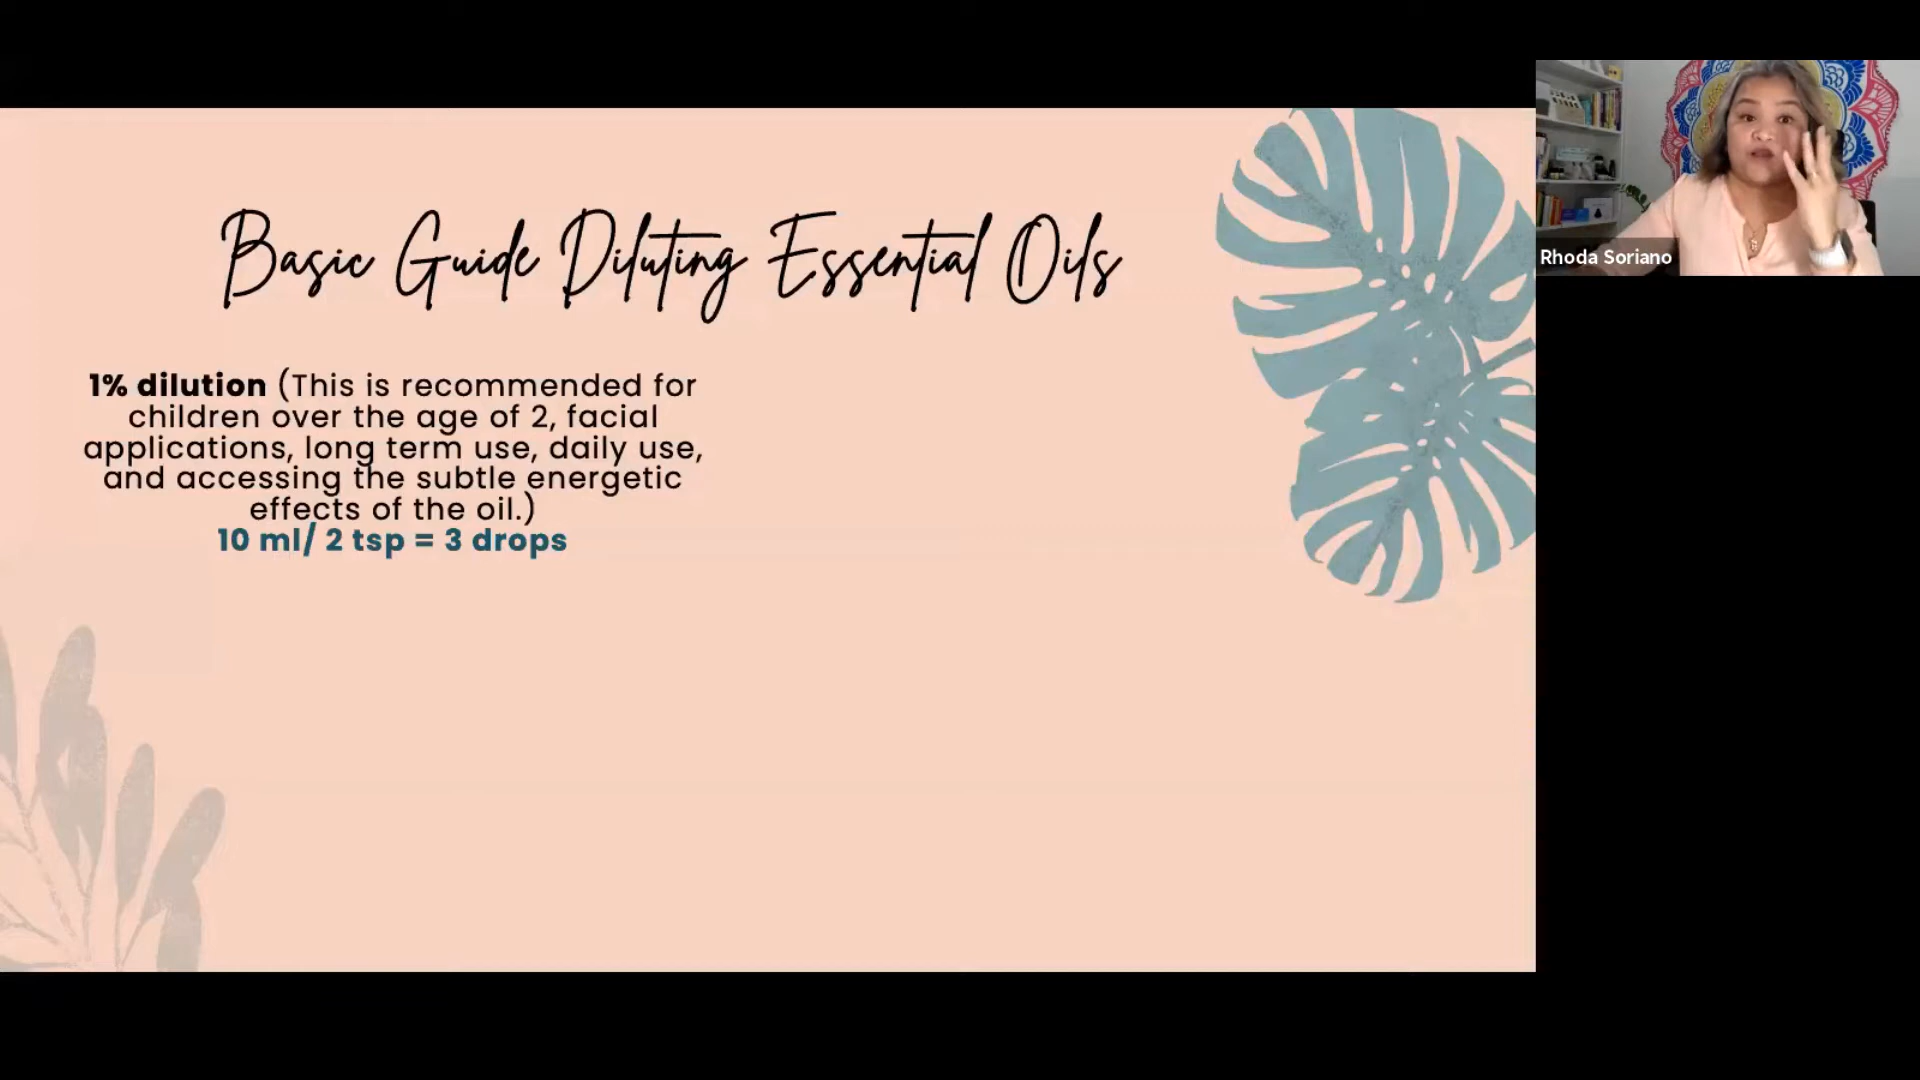 Basic Guide Diluting Essential Oils
1% dilution (This is recommended for
children over the age of 2, facial
applications, long term use, daily use,
and accessing the subtle energetic
effects of the oil.)
10 ml/ 2 tsp = 3 drops
Rhoda Soriano